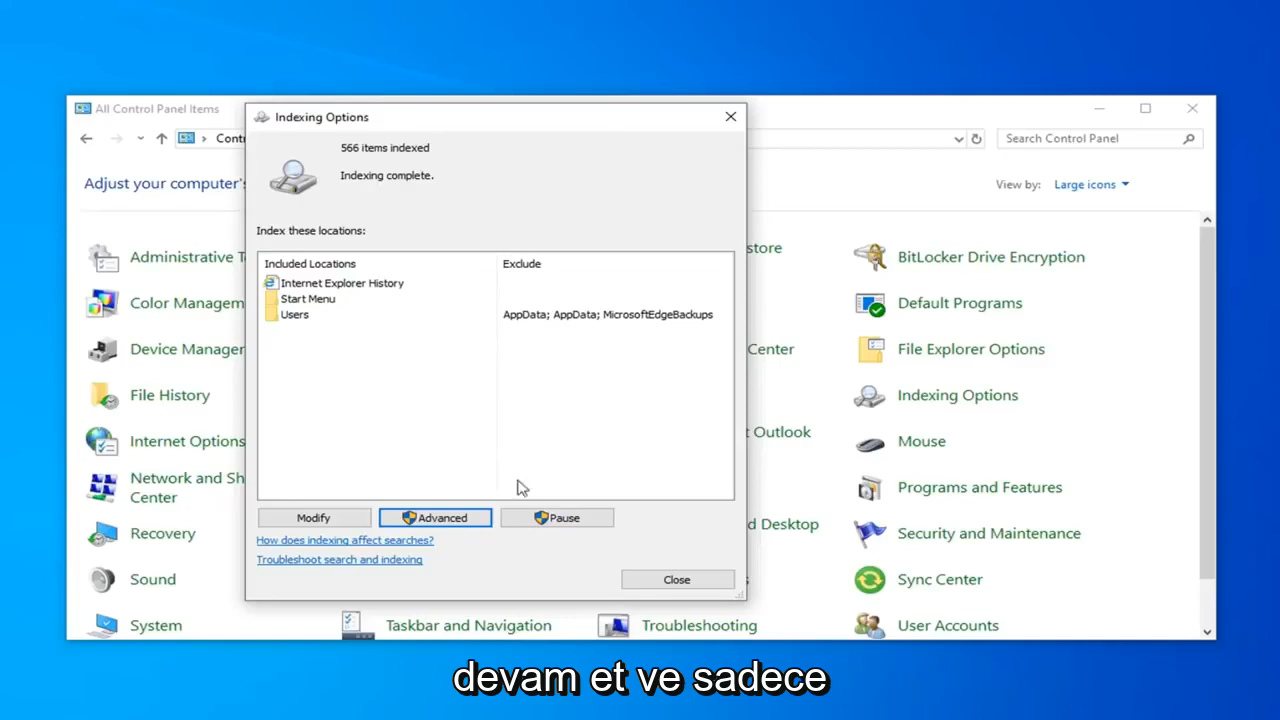 All Control Panel Items
Indexing Options
Contr
Search Control Panel
566 items indexed
Indexing complete.
Adjust your computer's
View by:
Large icons
Index these locations:
Included Locations
Exclude
Internet Explorer History
Start Menu
Users
AppData; AppData; MicrosoftEdgeBackups
Administrative T
store
BitLocker Drive Encryption
Color Managem
Default Programs
Device Manager
Center
File Explorer Options
File History
Indexing Options
Internet Options
t Outlook
Mouse
Network and Sh
Center
Programs and Features
Recovery
d Desktop
Security and Maintenance
Sound
s
Sync Center
System
Taskbar and Navigation
Troubleshooting
User Accounts
Modify
Advanced
Pause
How does indexing affect searches?
Troubleshoot search and indexing
Close
devam et ve sadece